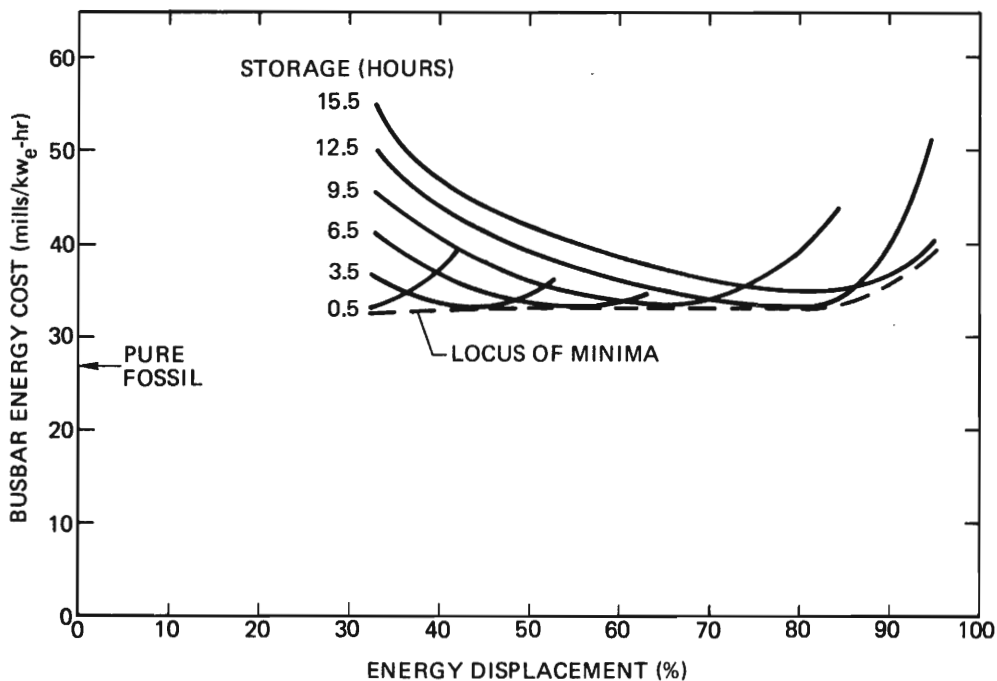 60
50
40
30
20
10
0
BUSBAR ENERGY COST (mills/kwe-hr)
STORAGE (HOURS)
15.5
12.5
9.5
6.5
3.5
0.5
LOCUS OF MINIMA
PURE
FOSSIL
0 10 20 30 40 50 60 70 80 90 100
ENERGY DISPLACEMENT (%)